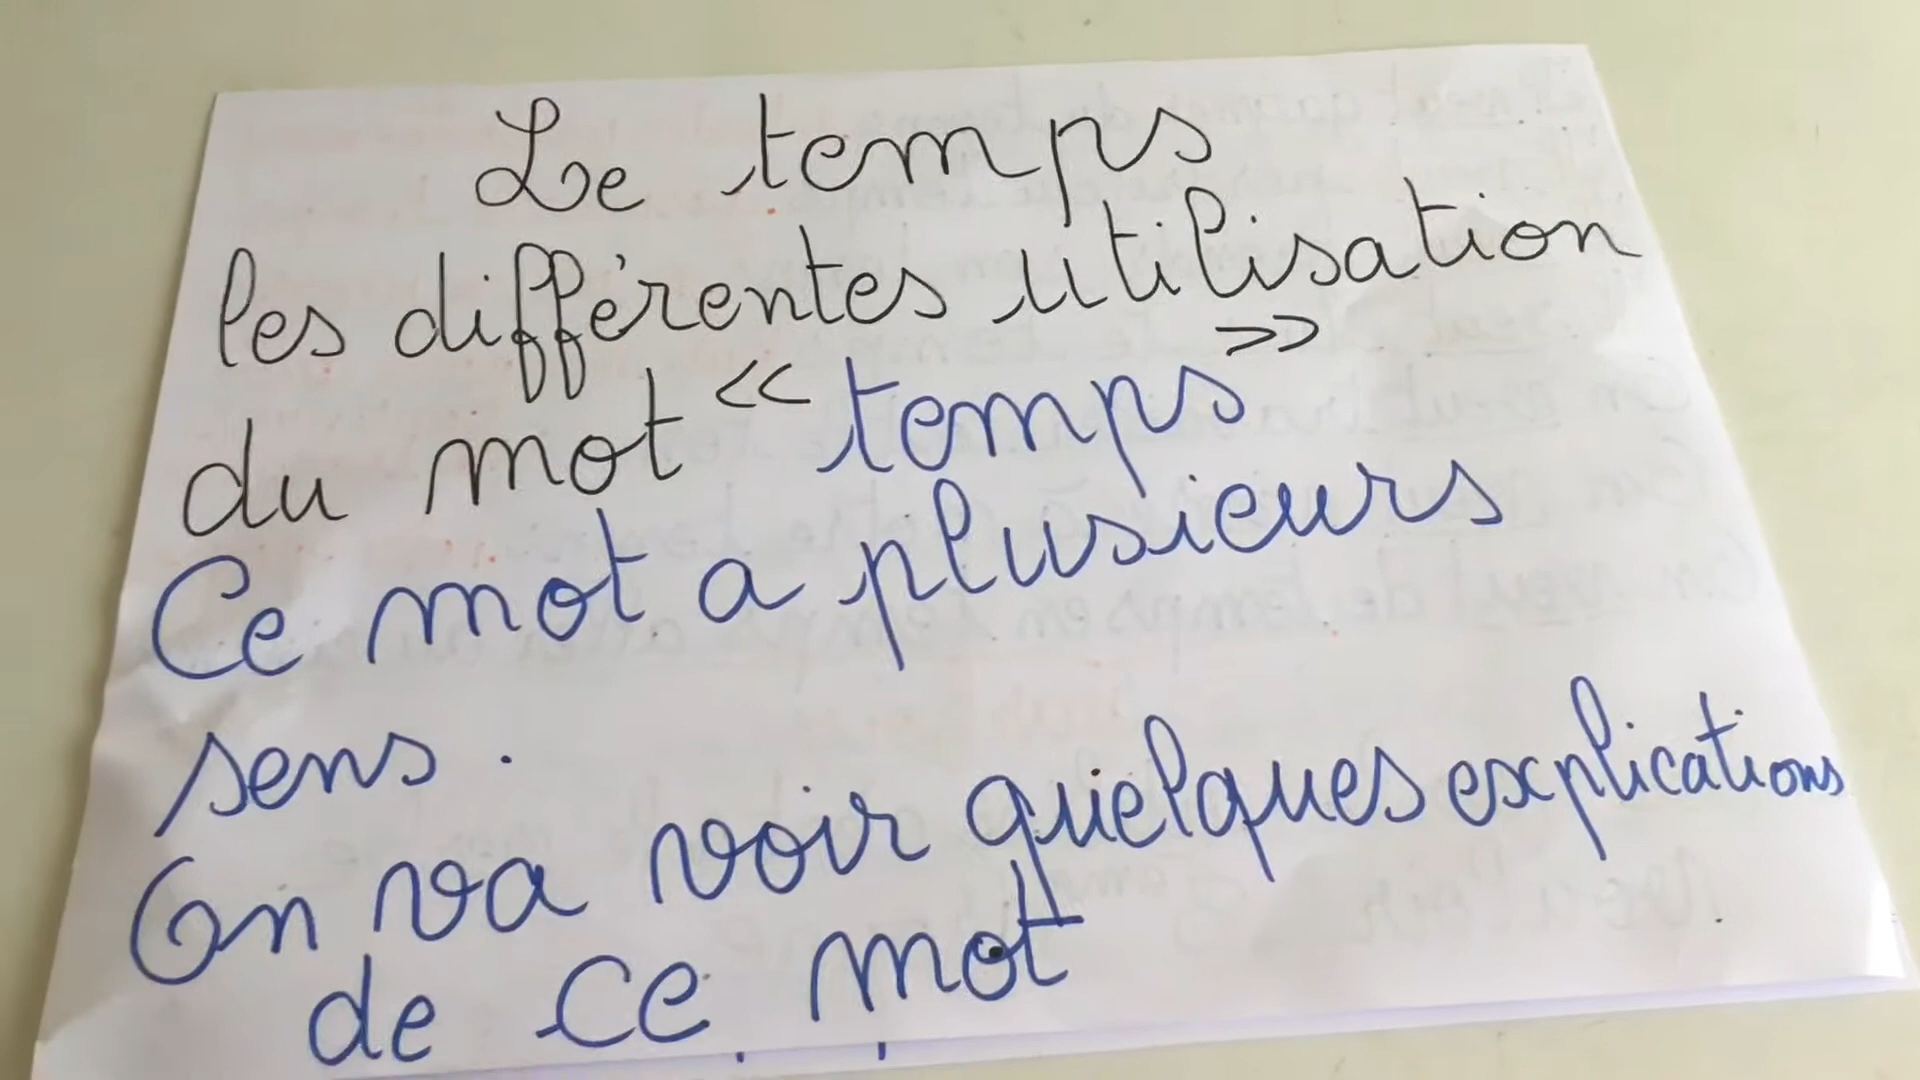 Le temps
les différentes utilisation
du mot << temps >>
Ce mot a plusieurs
sens.
On va voir quelques explications
de ce mot